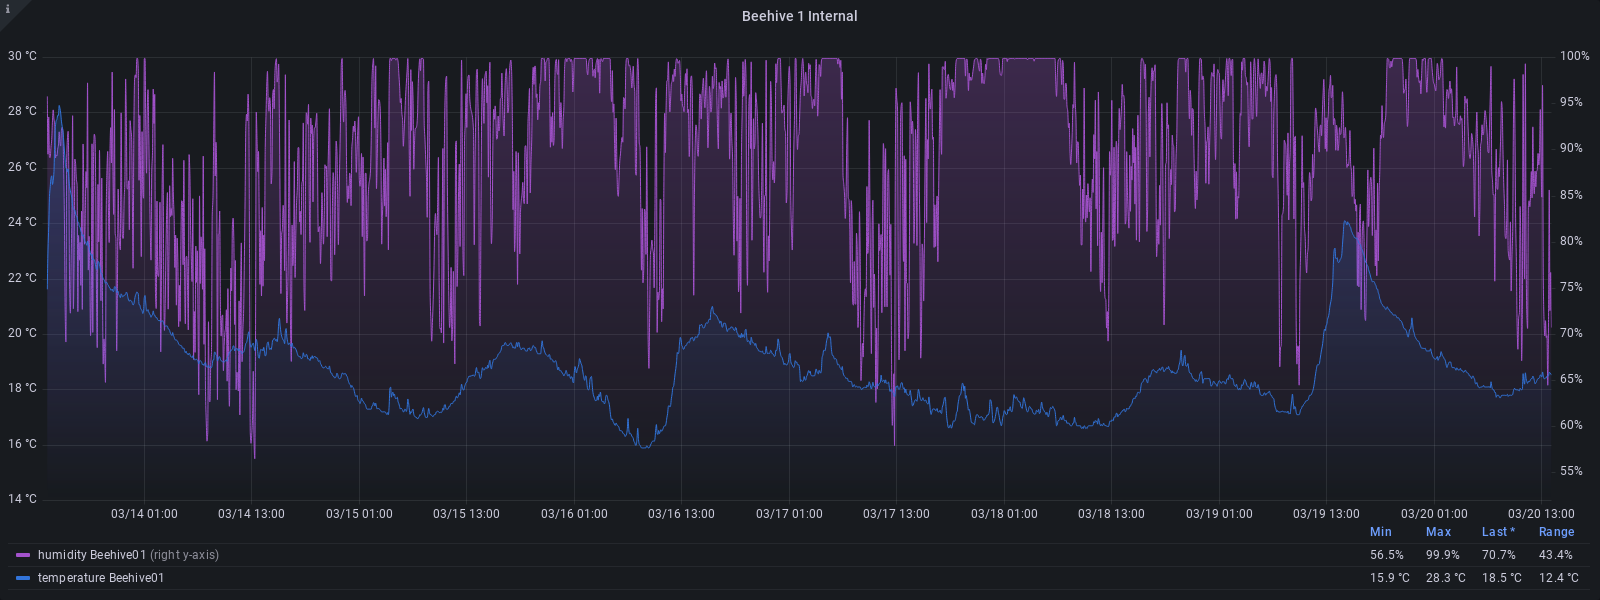 i
Beehive 1 Internal
30 °C 100%
28 °C 95%
26 °C 90%
24 °C 85%
22 °C 80%
20 °C 75%
18 °C 70%
16 °C 65%
14 °C 60%
55%
03/14 01:00 03/14 13:00 03/15 01:00 03/15 13:00 03/16 01:00 03/16 13:00 03/17 01:00 03/17 13:00 03/18 01:00 03/18 13:00 03/19 01:00 03/19 13:00 03/20 01:00 03/20 13:00
Min Max Last * Range
humidity Beehive01 (right y-axis) 56.5% 99.9% 70.7% 43.4%
temperature Beehive01 15.9 °C 28.3 °C 18.5 °C 12.4 °C